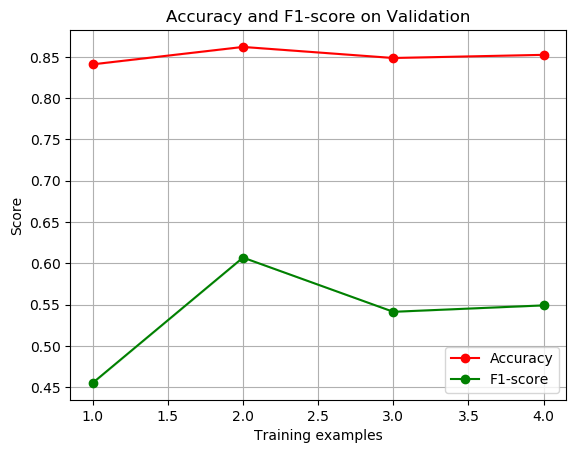 Accuracy and F1-score on Validation
0.85
0.80
0.75
0.70
0.65
0.60
0.55
0.50
0.45
Score
1.0 1.5 2.0 2.5 3.0 3.5 4.0
Training examples
Accuracy
F1-score